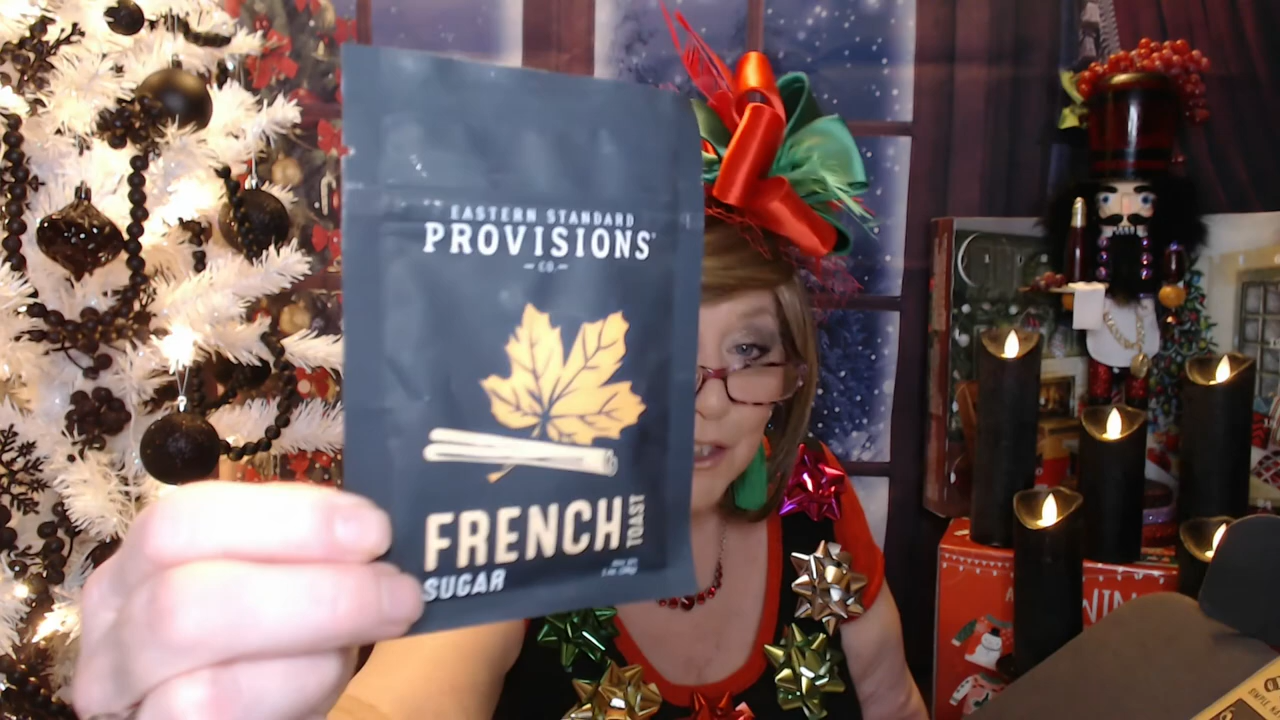 EASTERN STANDARD
PROVISIONS
CO.
FRENCH TOAST
SUGAR